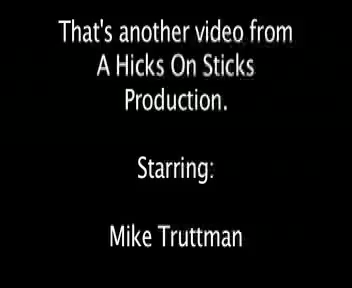 That's another video from
A Hicks On Sticks
Production.
Starring:
Mike Truttman